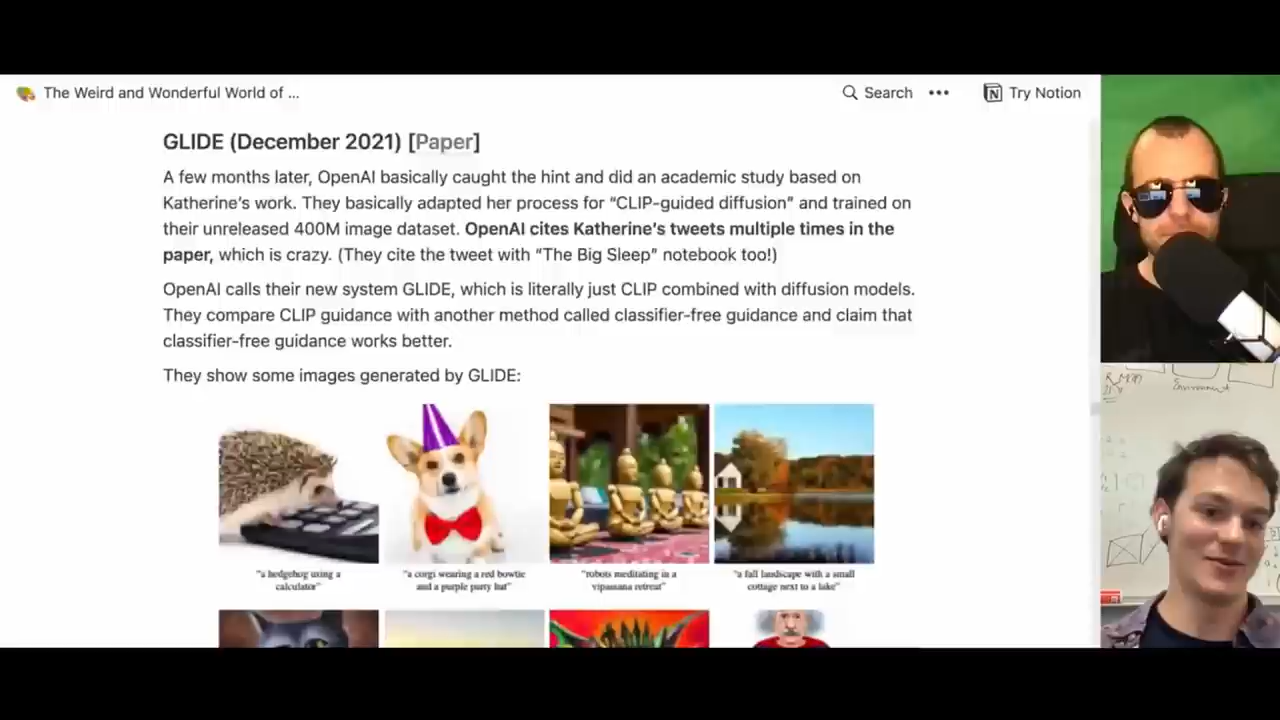 The Weird and Wonderful World of ...
Search
•••
Try Notion
GLIDE (December 2021) [Paper]
A few months later, OpenAI basically caught the hint and did an academic study based on
Katherine's work. They basically adapted her process for “CLIP-guided diffusion” and trained on
their unreleased 400M image dataset. OpenAI cites Katherine's tweets multiple times in the
paper, which is crazy. (They cite the tweet with “The Big Sleep” notebook too!)
OpenAI calls their new system GLIDE, which is literally just CLIP combined with diffusion models.
They compare CLIP guidance with another method called classifier-free guidance and claim that
classifier-free guidance works better.
They show some images generated by GLIDE:
“a hedgehog using a
calculator”
“a corgi wearing a red bowtie
and a purple party hat”
“robots meditating in a
vipassana retreat”
“a fall landscape with a small
cottage next to a lake”
Environment